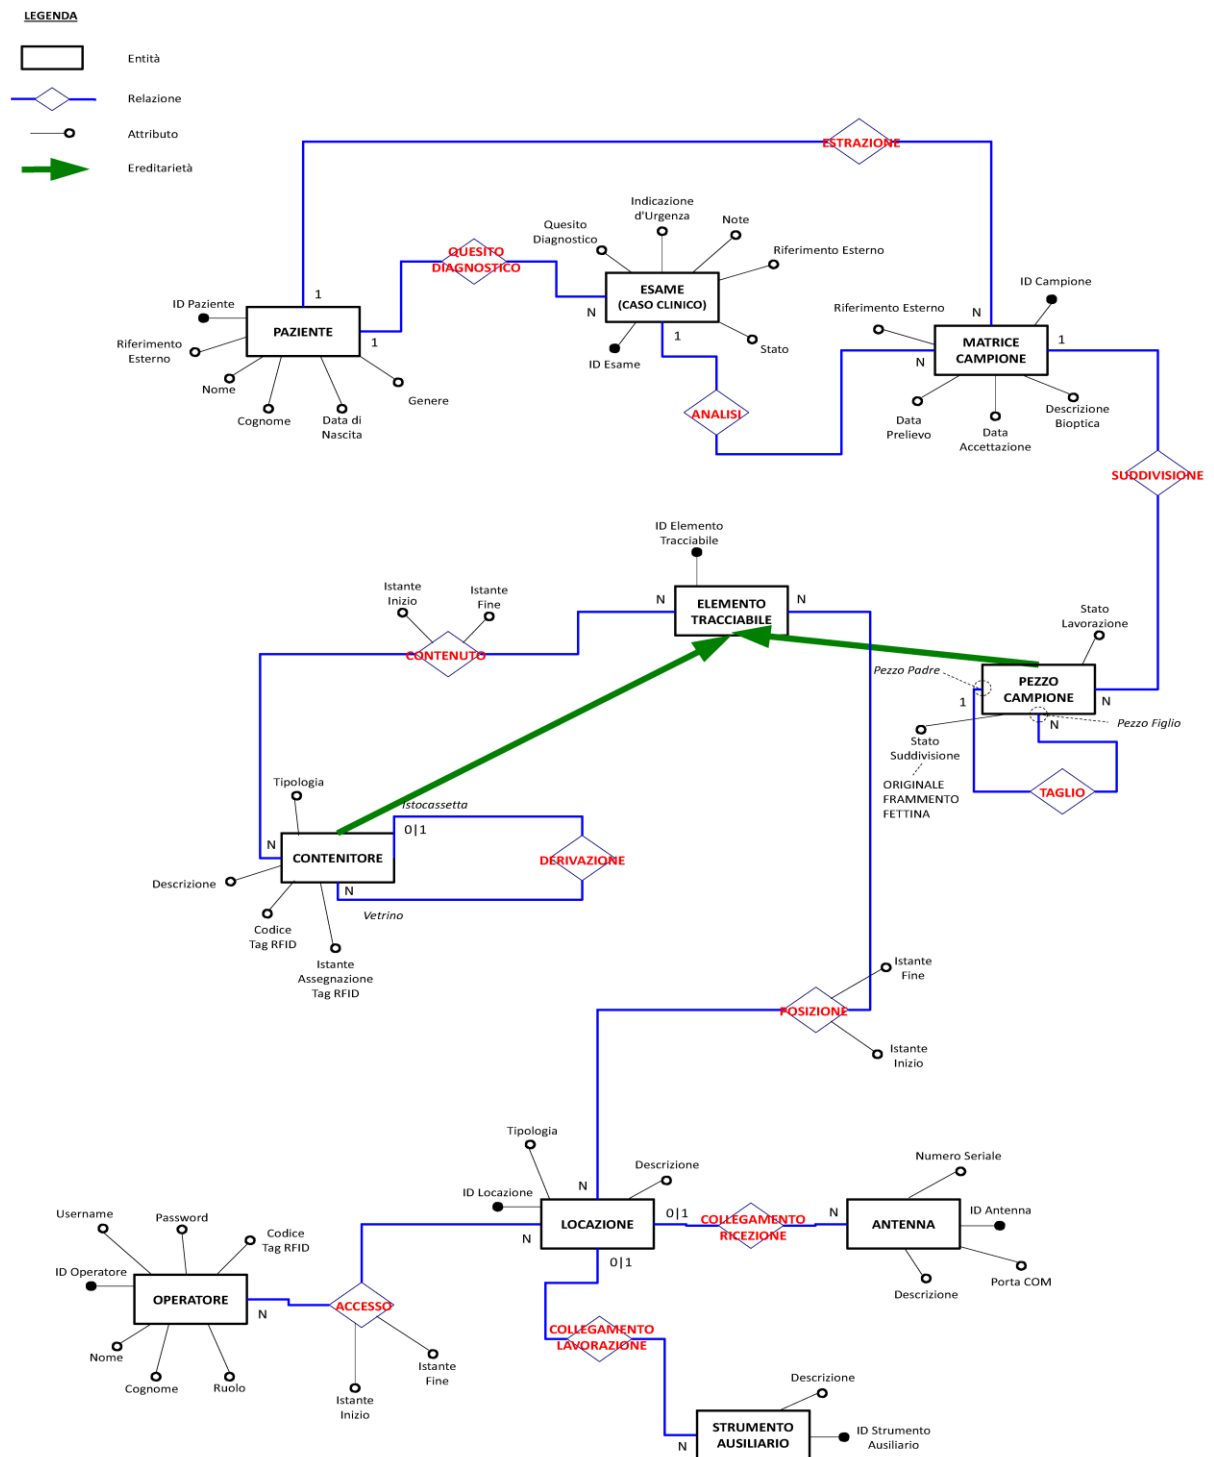 LEGENDA
Entità
Relazione
Attributo
Ereditarietà
ESTRAZIONE
Indicazione
d'Urgenza
Note
Quesito
Diagnostico
Riferimento Esterno
QUESITO
DIAGNOSTICO
ESAME
(CASO CLINICO)
N
1
ID Esame
Stato
ID Paziente
1
PAZIENTE
1
Riferimento
Esterno
Nome
Cognome
Data di
Nascita
Genere
ID Campione
Riferimento Esterno
N
MATRICE
CAMPIONE
1
N
Data
Prelievo
Data
Accettazione
Descrizione
Bioptica
ANALISI
SUDDIVISIONE
ID Elemento
Tracciabile
N
ELEMENTO
TRACCIABILE
N
Istante
Inizio
Istante
Fine
CONTENUTO
Stato
Lavorazione
Pezzo Padre
PEZZO
CAMPIONE
1
N
N
Pezzo Figlio
Stato
Suddivisione
ORIGINALE
FRAMMENTO
FETTINA
TAGLIO
Tipologia
Istocassetta
0|1
N
CONTENITORE
DERIVAZIONE
Descrizione
N
Vetrino
Codice
Tag RFID
Istante
Assegnazione
Tag RFID
Istante
Fine
POSIZIONE
Istante
Inizio
Tipologia
Descrizione
N
ID Locazione
LOCAZIONE
N
0|1
0|1
COLLEGAMENTO
RICEZIONE
N
Numero Seriale
ANTENNA
ID Antenna
Descrizione
Porta COM
Username
Password
Codice
Tag RFID
ID Operatore
OPERATORE
N
ACCESSO
Nome
Cognome
Ruolo
Istante
Fine
Istante
Inizio
COLLEGAMENTO
LAVORAZIONE
Descrizione
STRUMENTO
AUSILIARIO
N
ID Strumento
Ausiliario